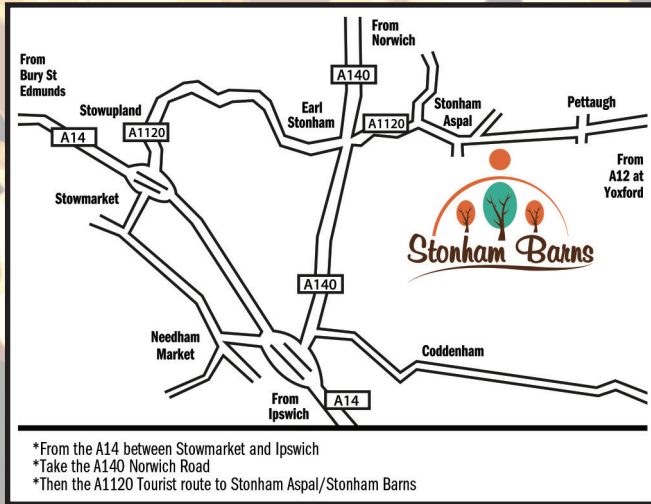 From
Norwich
From
Bury St
Edmunds
A140
Stowupland
Earl
Stonham
Stonham
Aspal
Pettaugh
A14
A1120
A1120
From
A12 at
Yoxford
Stowmarket
Stonham Barns
A140
Needham
Market
Coddenham
From
Ipswich
A14
*From the A14 between Stowmarket and Ipswich
*Take the A140 Norwich Road
*Then the A1120 Tourist route to Stonham Aspal/Stonham Barns